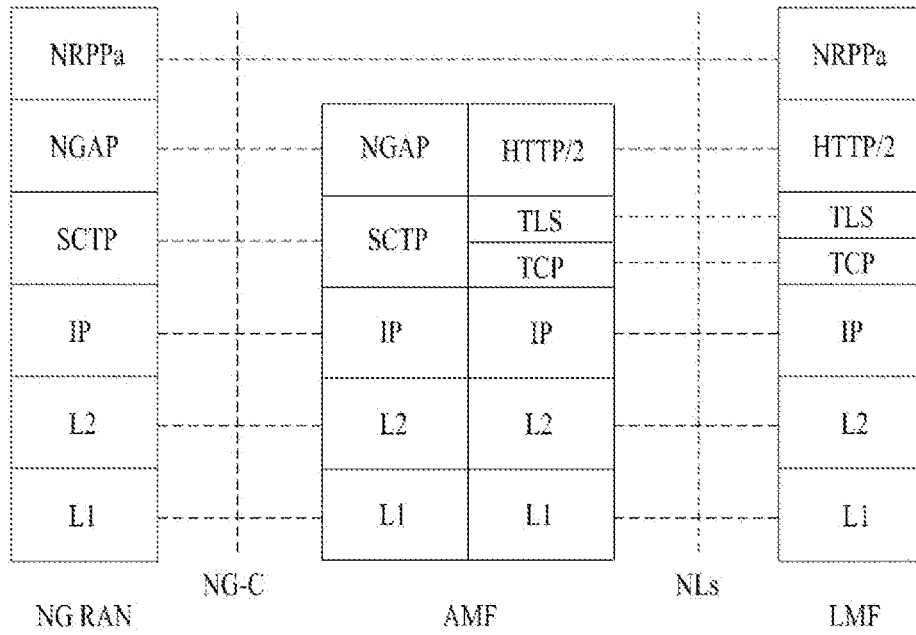 NRPPa NRPPa
NGAP NGAP HTTP/2 HTTP/2
SCTP SCTP TLS TLS
TCP TCP
IP IP IP IP
L2 L2 L2 L2
L1 L1 L1 L1
NG-C NLs
NG RAN AMF LMF